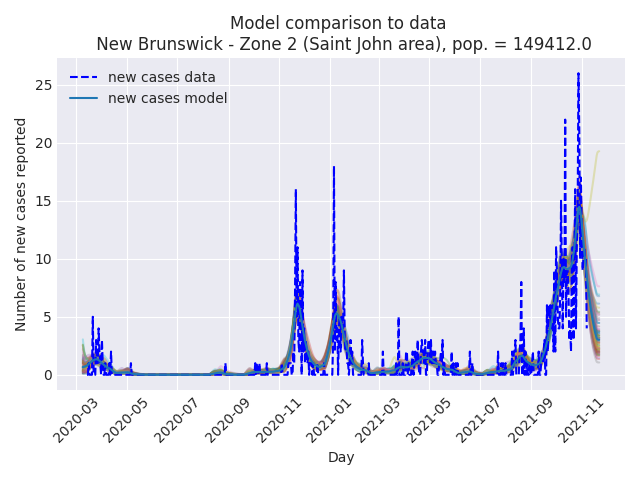 Model comparison to data
New Brunswick - Zone 2 (Saint John area), pop. = 149412.0
new cases data
new cases model
Number of new cases reported
25
20
15
10
5
0
2020-03
2020-05
2020-07
2020-09
2020-11
2021-01
2021-03
2021-05
2021-07
2021-09
2021-11
Day